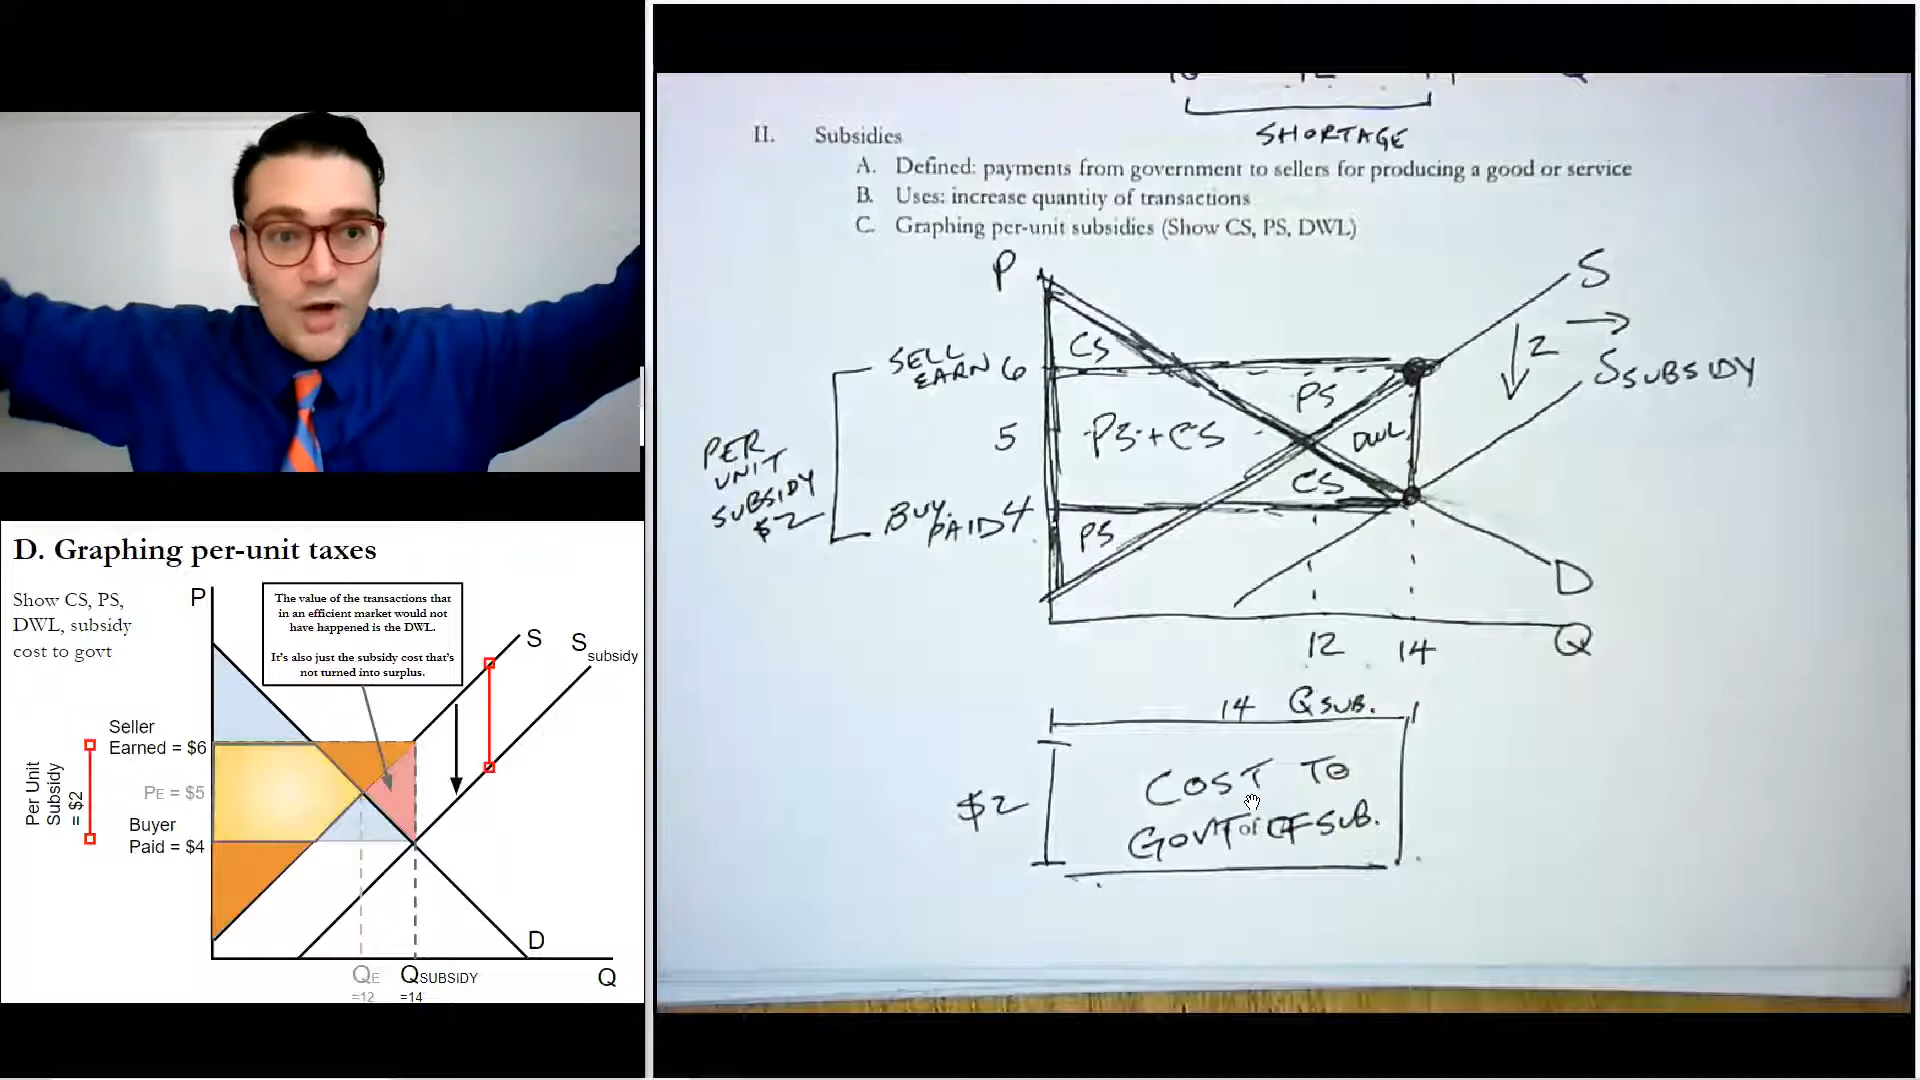 D. Graphing per-unit taxes
Show CS, PS,
DWL, subsidy
cost to govt
P
The value of the transactions that
in an efficient market would not
have happened is the DWL.
It's also just the subsidy cost that's
not turned into surplus.
S
S subsidy
Seller
Earned = $6
Per Unit
Subsidy
= $2
PE = $5
Buyer
Paid = $4
D
QE
=12
QSUBSIDY
=14
Q
SHORTAGE
II. Subsidies
A. Defined: payments from government to sellers for producing a good or service
B. Uses: increase quantity of transactions
C. Graphing per-unit subsidies (Show CS, PS, DWL)
P
S
CS
SELL
EARN 6
2
SSUBSIDY
PS
5
PS+CS
DWL
PER
UNIT
SUBSIDY
$2
CS
BUY.
PAID 4
PS
D
12
14
Q
14 QSUB.
$2
COST TO
GOV'T OF SUB.